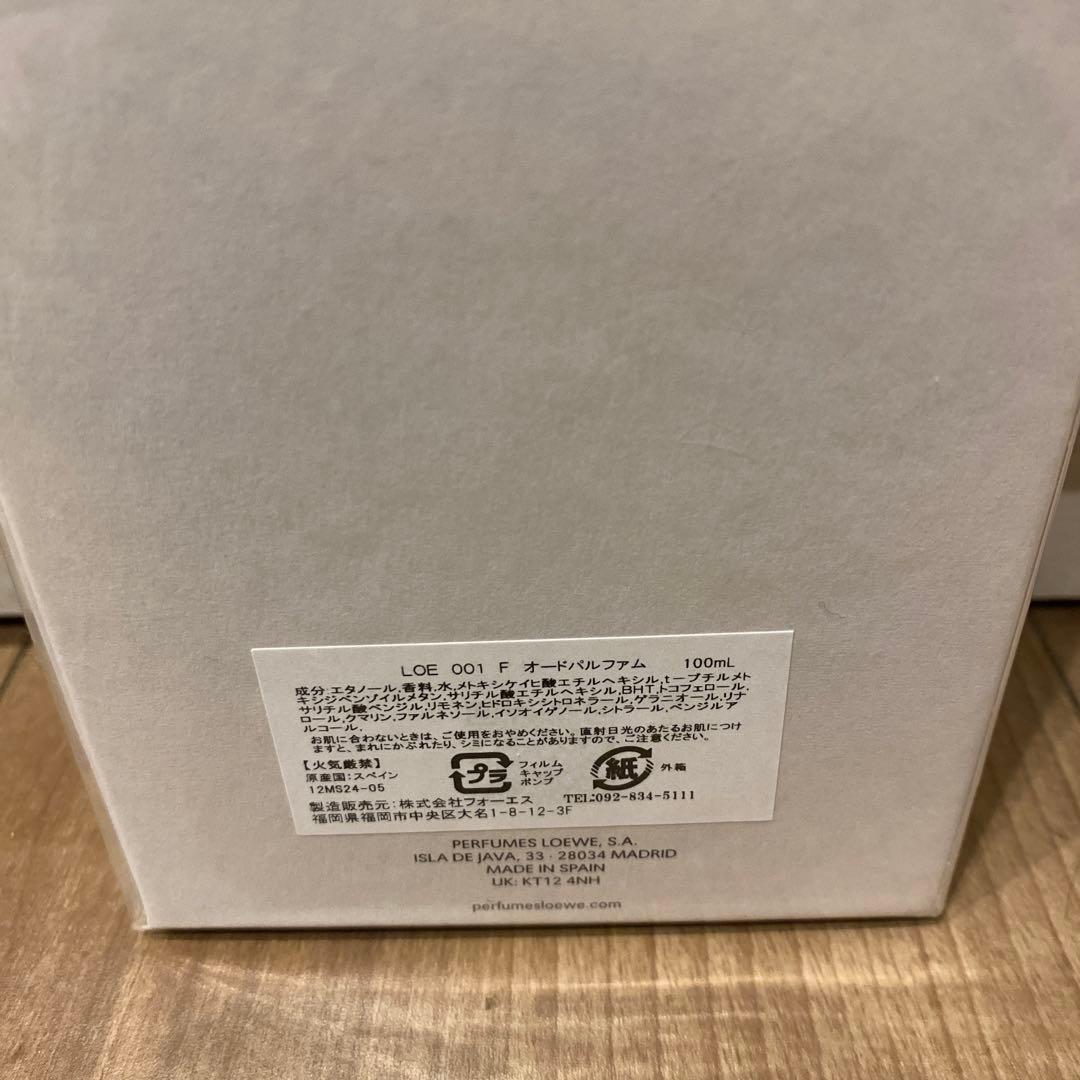 LOE 001 F オードパルファム 100mL
成分:エタノール,香料,水,メトキシケイヒ酸エチルヘキシル,t-ブチルメト
キシジベンゾイルメタン,サリチル酸エチルヘキシル,BHT,トコフェロール,
サリチル酸ベンジル,リモネン,ヒドロキシシトロネラール,ゲラニオール,リナ
ロール,クマリン,ファルネソール,イソオイゲノール,シトラール,ベンジルア
ルコール,
お肌に合わないときは、ご使用をおやめください。直射日光のあたるお肌につけ
ますと、まれにかぶれたり、シミになることがありますので、ご注意ください。
【火気厳禁】
原産国:スペイン
12MS24-05
プラ
フィルム
キャップ
ポンプ
紙
外箱
製造販売元:株式会社フォーエス TEL:092-834-5111
福岡県福岡市中央区大名1-8-12-3F
PERFUMES LOEWE, S.A.
ISLA DE JAVA, 33 · 28034 MADRID
MADE IN SPAIN
UK: KT12 4NH
perfumesloewe.com